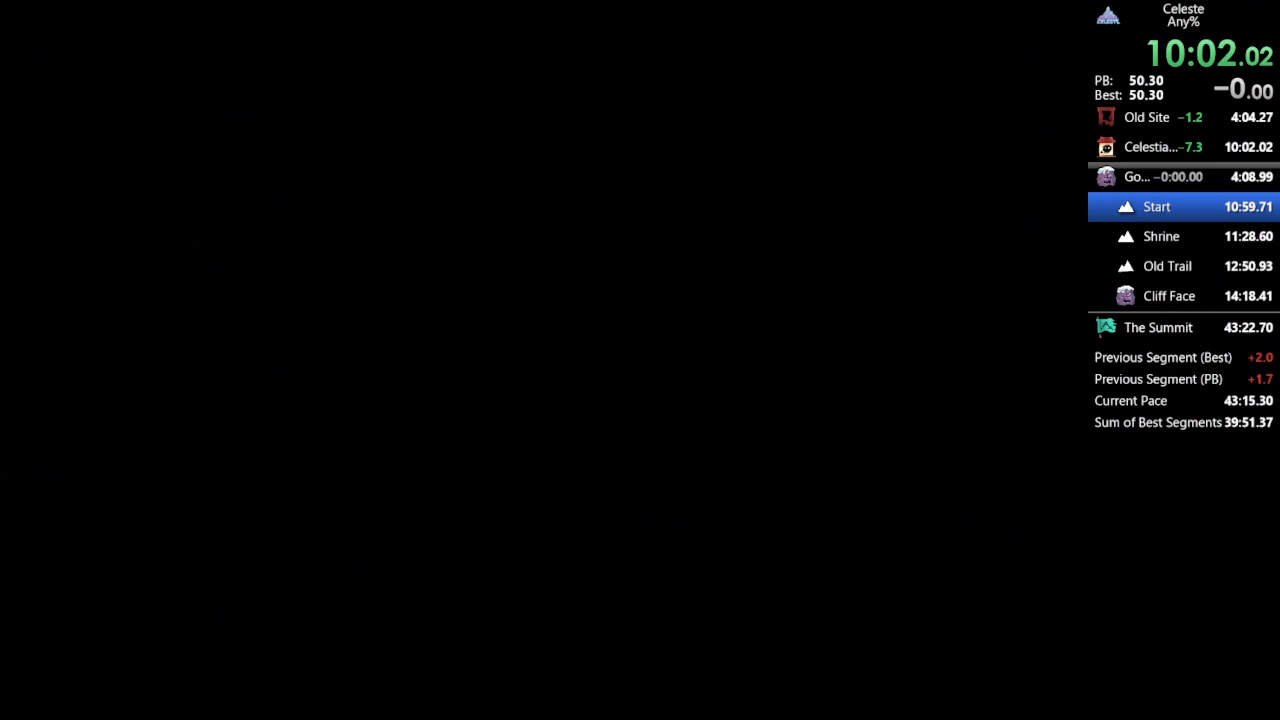 Celeste
Any%
10:02.02
PB: 50.30
Best: 50.30
−0.00
Old Site −1.2 4:04.27
Celestia...−7.3 10:02.02
Go... −0:00.00 4:08.99
Start 10:59.71
Shrine 11:28.60
Old Trail 12:50.93
Cliff Face 14:18.41
The Summit 43:22.70
Previous Segment (Best) +2.0
Previous Segment (PB) +1.7
Current Pace 43:15.30
Sum of Best Segments 39:51.37